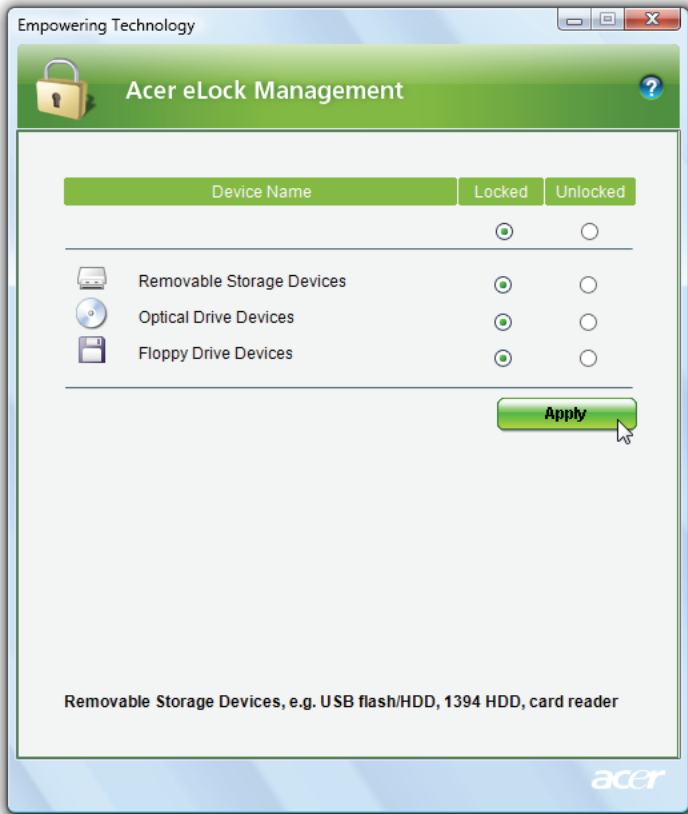 Empowering Technology
Acer eLock Management
?
Device Name Locked Unlocked
Removable Storage Devices
Optical Drive Devices
Floppy Drive Devices
Apply
Removable Storage Devices, e.g. USB flash/HDD, 1394 HDD, card reader
acer